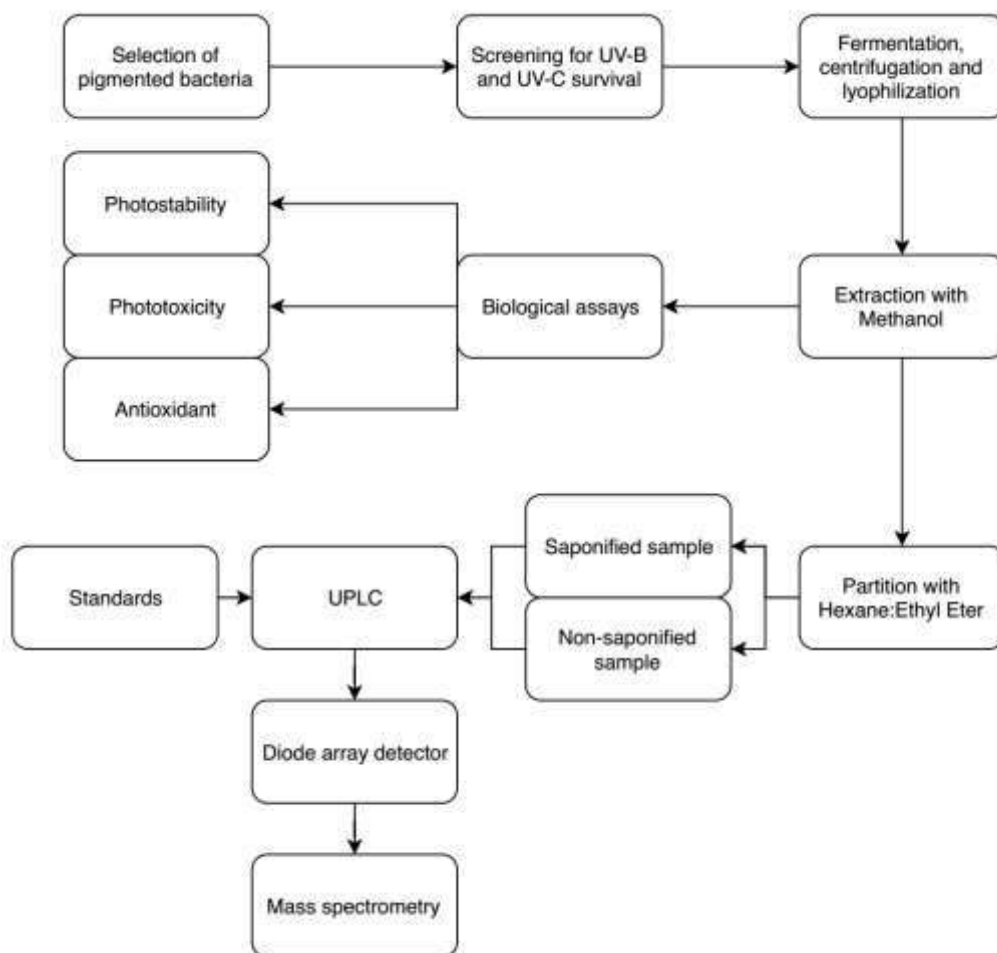 Selection of
pigmented bacteria
Screening for UV-B
and UV-C survival
Fermentation,
centrifugation and
lyophilization
Photostability
Phototoxicity
Antioxidant
Biological assays
Extraction with
Methanol
Standards
UPLC
Saponified sample
Non-saponified
sample
Partition with
Hexane:Ethyl Eter
Diode array detector
Mass spectrometry